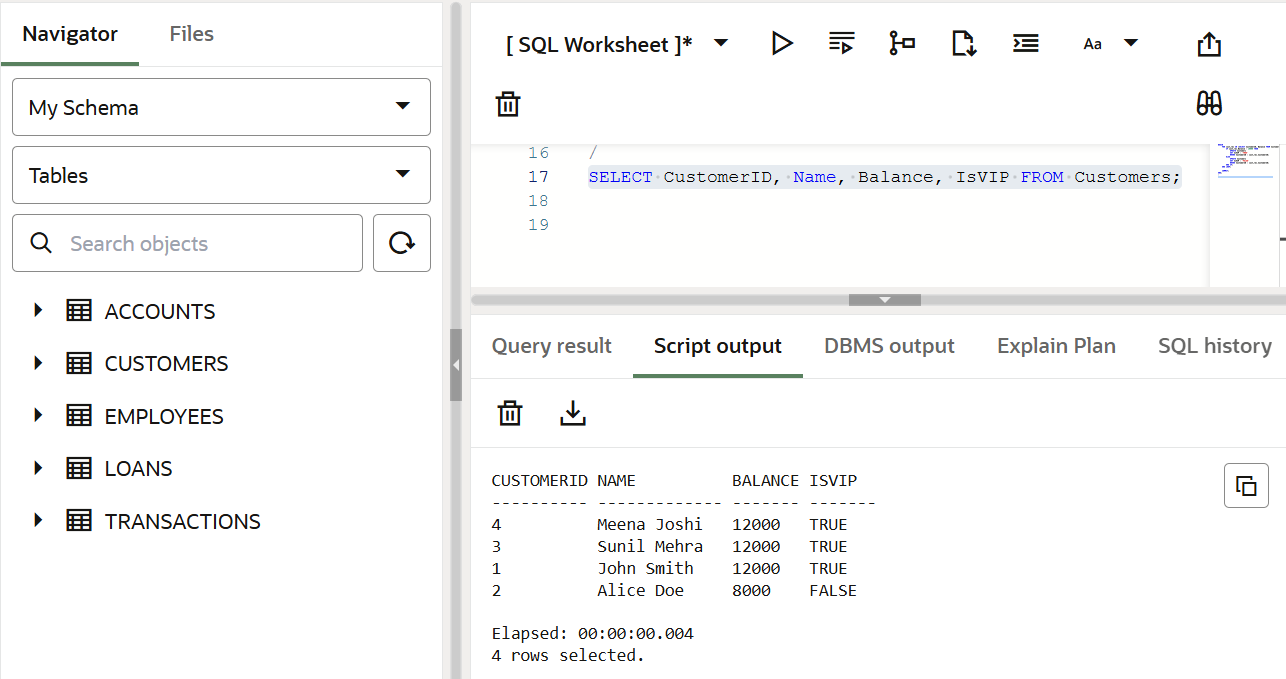 Navigator
Files
My Schema
Tables
Search objects
ACCOUNTS
CUSTOMERS
EMPLOYEES
LOANS
TRANSACTIONS
[ SQL Worksheet ]*
Aa
16 /
17 SELECT CustomerID, Name, Balance, IsVIP FROM Customers;
18
19
Query result
Script output
DBMS output
Explain Plan
SQL history
CUSTOMERID NAME          BALANCE ISVIP
---------- ------------- ------- -------
4          Meena Joshi   12000   TRUE
3          Sunil Mehra   12000   TRUE
1          John Smith    12000   TRUE
2          Alice Doe     8000    FALSE
Elapsed: 00:00:00.004
4 rows selected.